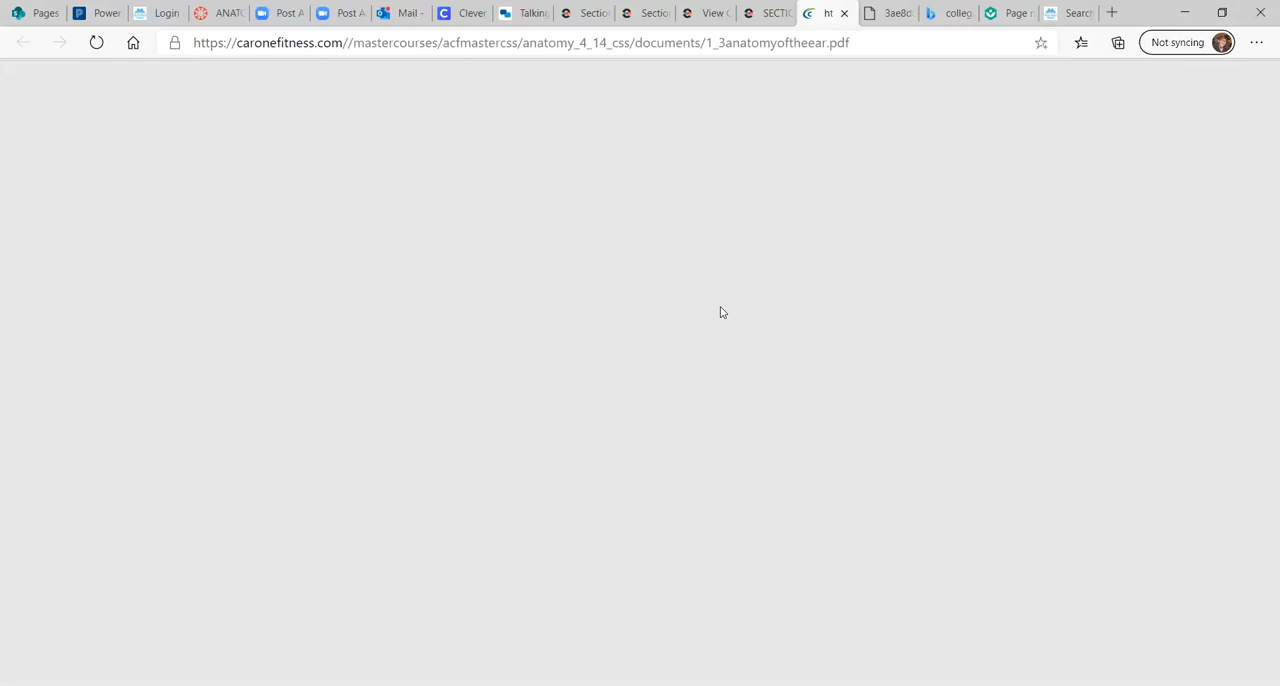 Pages Power Login ANATO Post A Post A Mail - Clever Talking Sectio Sectio View C SECTIO ht 3ae8d colleg Page n Search
https://caronefitness.com//mastercourses/acfmastercss/anatomy_4_14_css/documents/1_3anatomyoftheear.pdf Not syncing